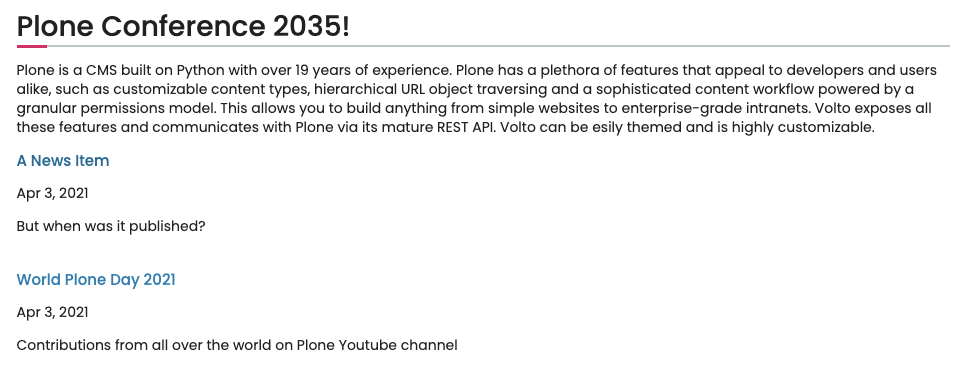 Plone Conference 2035!
Plone is a CMS built on Python with over 19 years of experience. Plone has a plethora of features that appeal to developers and users
alike, such as customizable content types, hierarchical URL object traversing and a sophisticated content workflow powered by a
granular permissions model. This allows you to build anything from simple websites to enterprise-grade intranets. Volto exposes all
these features and communicates with Plone via its mature REST API. Volto can be esily themed and is highly customizable.
A News Item
Apr 3, 2021
But when was it published?
World Plone Day 2021
Apr 3, 2021
Contributions from all over the world on Plone Youtube channel